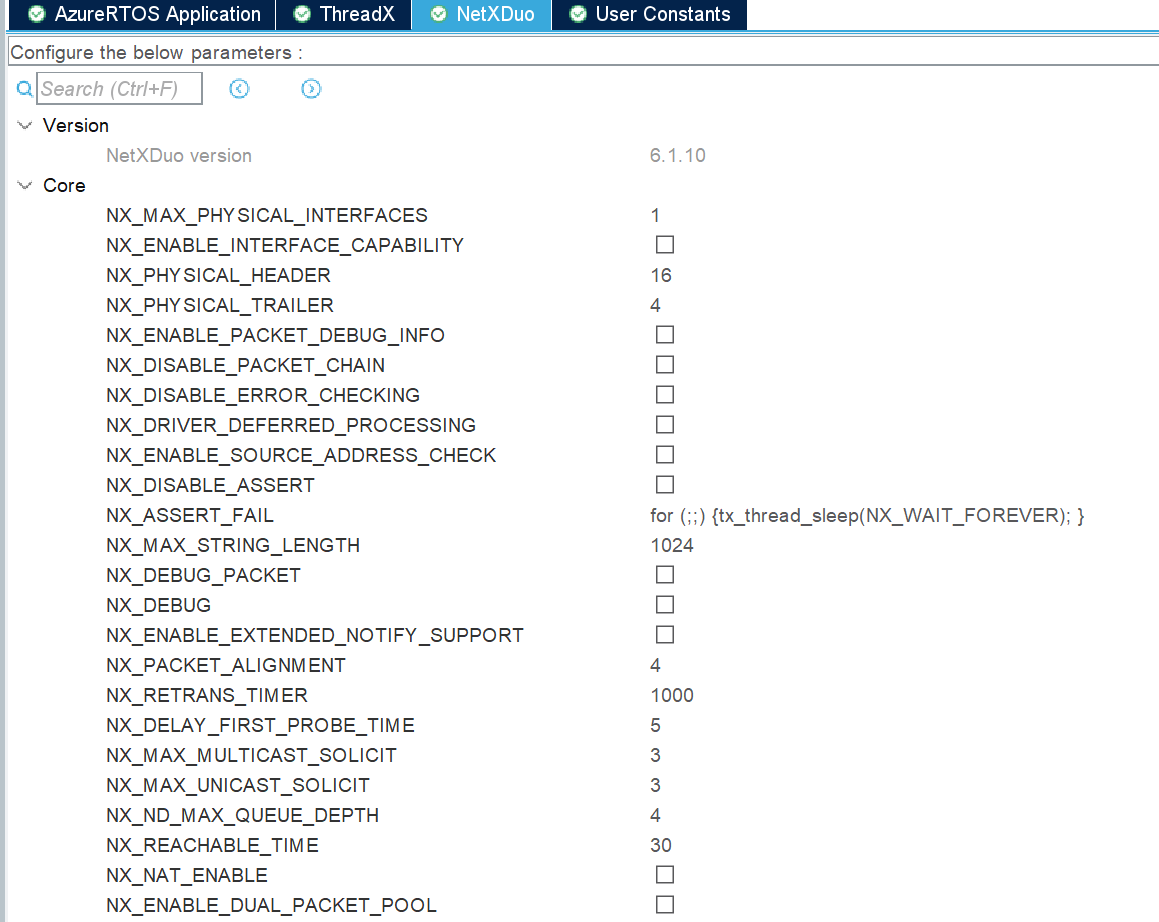 AzureRTOS Application ThreadX NetXDuo User Constants
Configure the below parameters :
Search (Ctrl+F)
Version
NetXDuo version 6.1.10
Core
NX_MAX_PHYSICAL_INTERFACES 1
NX_ENABLE_INTERFACE_CAPABILITY
NX_PHYSICAL_HEADER 16
NX_PHYSICAL_TRAILER 4
NX_ENABLE_PACKET_DEBUG_INFO
NX_DISABLE_PACKET_CHAIN
NX_DISABLE_ERROR_CHECKING
NX_DRIVER_DEFERRED_PROCESSING
NX_ENABLE_SOURCE_ADDRESS_CHECK
NX_DISABLE_ASSERT
NX_ASSERT_FAIL for (;;) {tx_thread_sleep(NX_WAIT_FOREVER); }
NX_MAX_STRING_LENGTH 1024
NX_DEBUG_PACKET
NX_DEBUG
NX_ENABLE_EXTENDED_NOTIFY_SUPPORT
NX_PACKET_ALIGNMENT 4
NX_RETRANS_TIMER 1000
NX_DELAY_FIRST_PROBE_TIME 5
NX_MAX_MULTICAST_SOLICIT 3
NX_MAX_UNICAST_SOLICIT 3
NX_ND_MAX_QUEUE_DEPTH 4
NX_REACHABLE_TIME 30
NX_NAT_ENABLE
NX_ENABLE_DUAL_PACKET_POOL